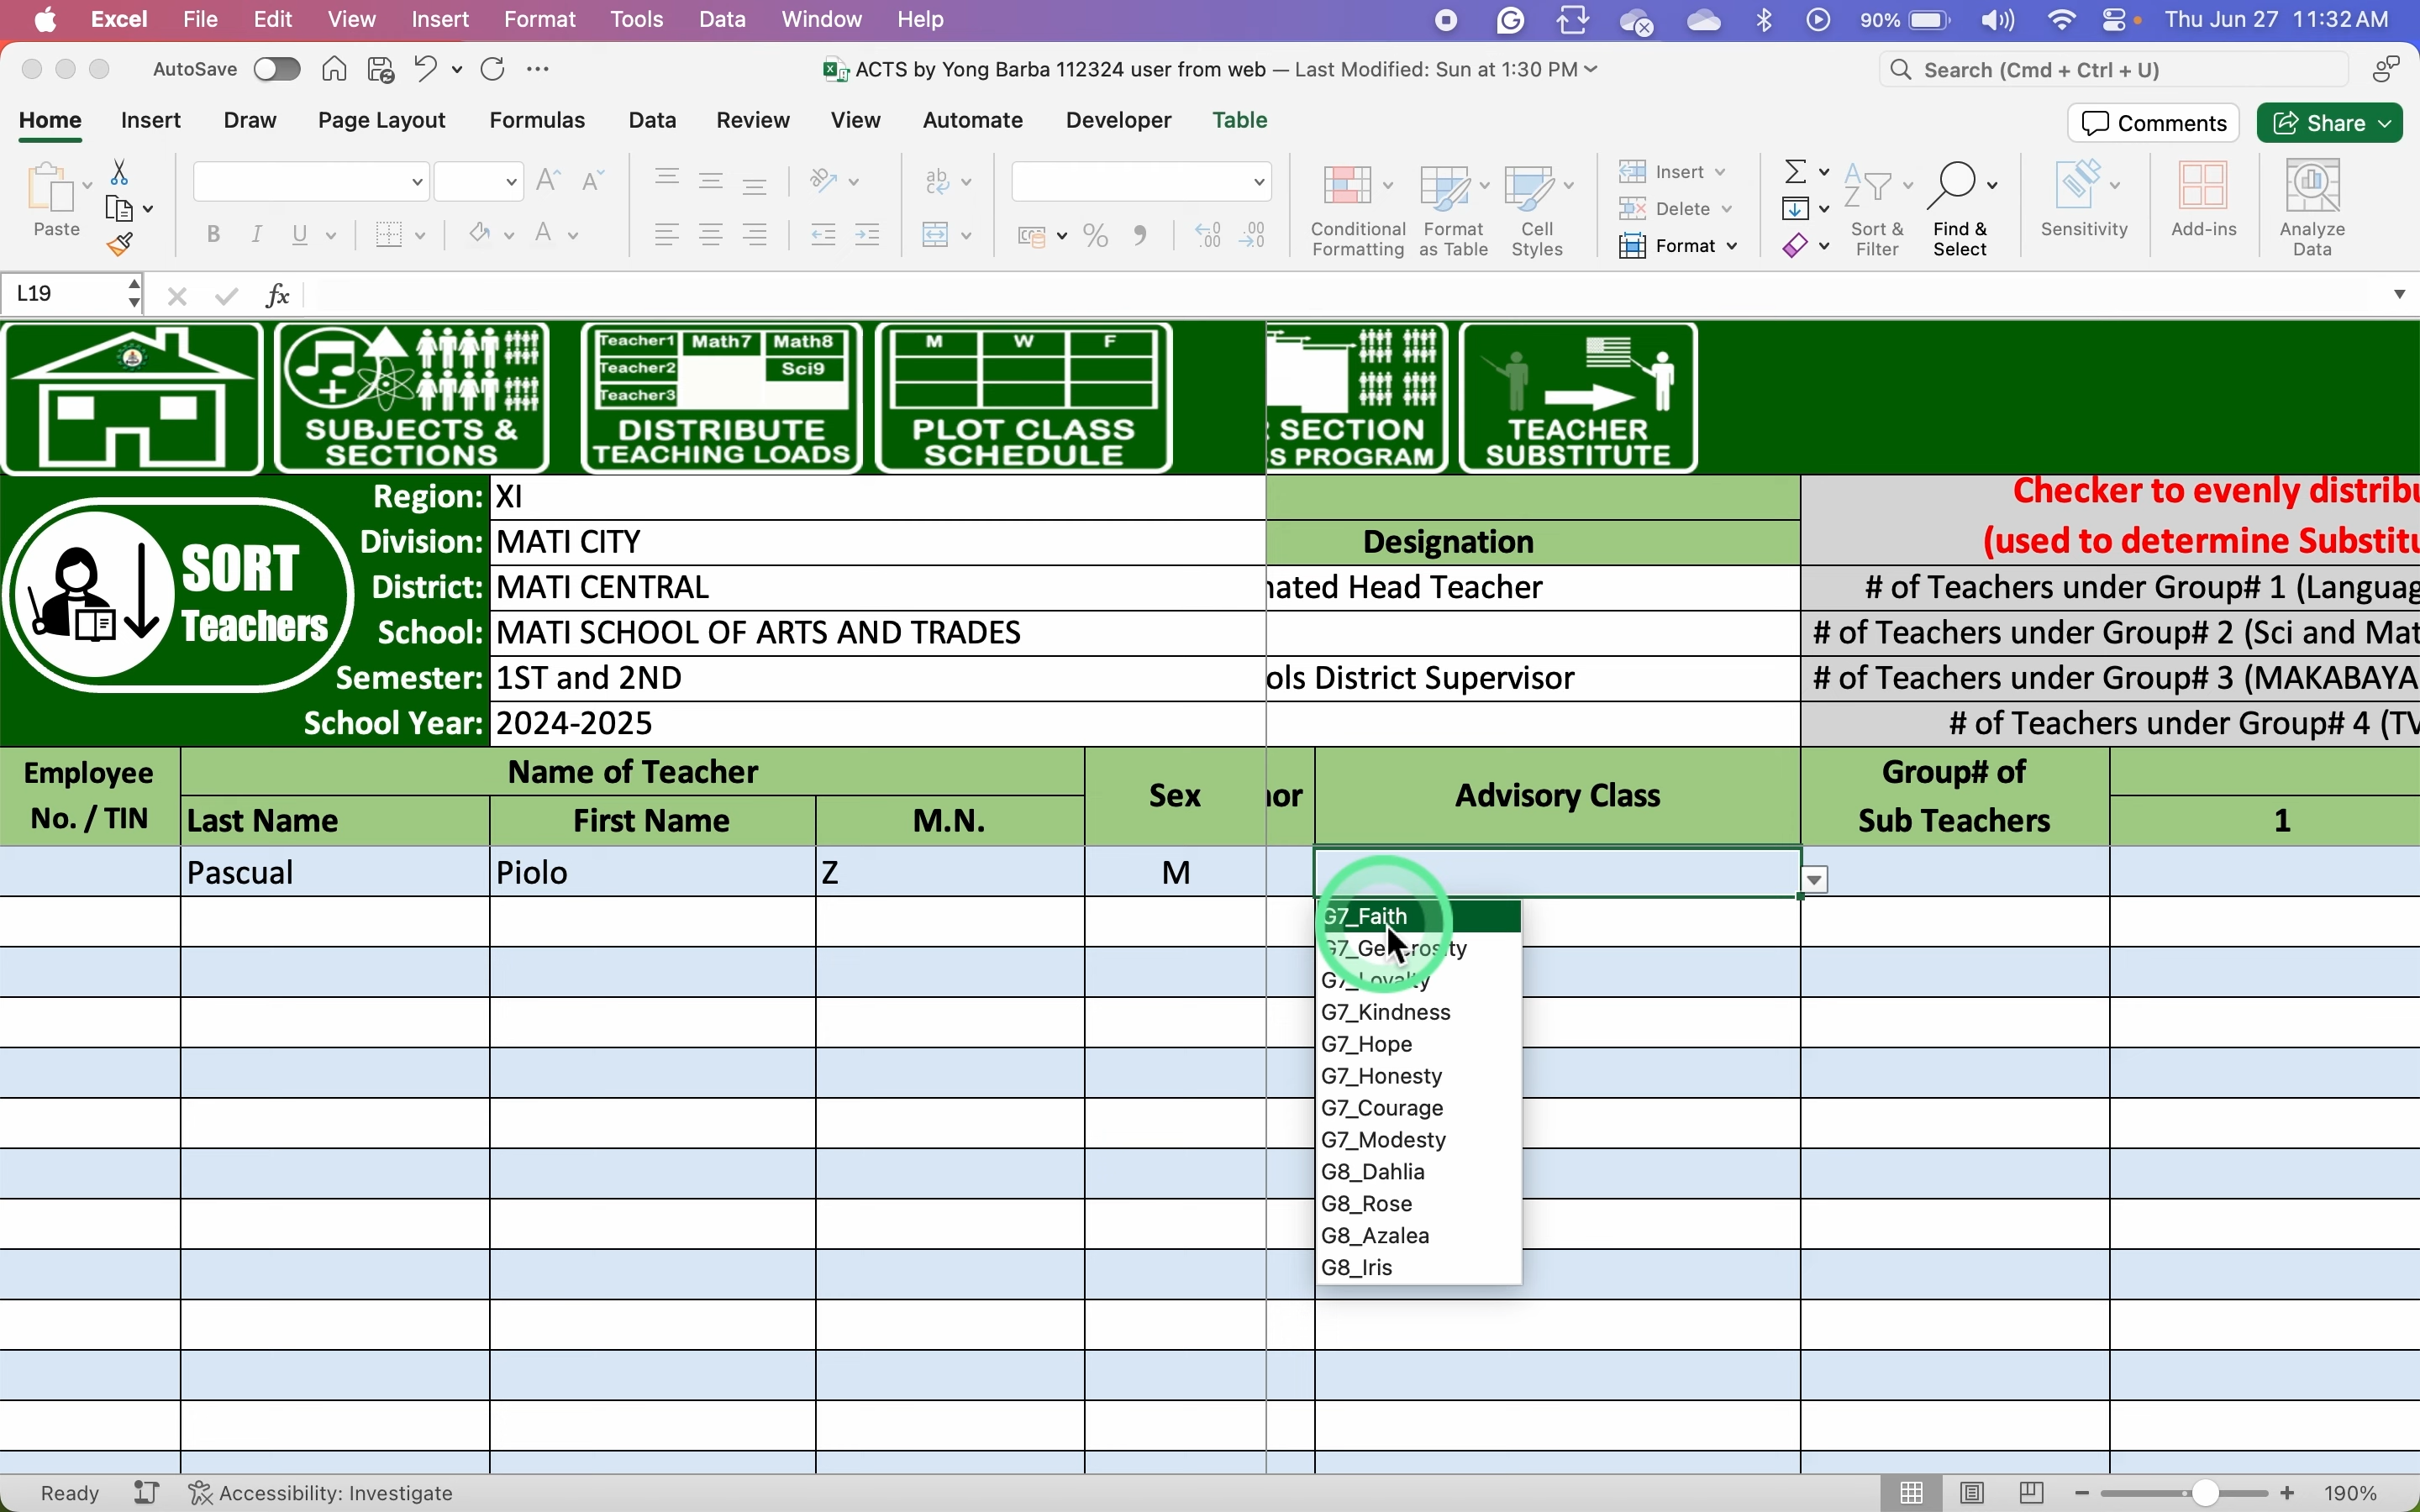 Excel File Edit View Insert Format Tools Data Window Help 90% Thu Jun 27 11:32 AM
AutoSave ACTS by Yong Barba 112324 user from web — Last Modified: Sun at 1:30 PM Search (Cmd + Ctrl + U)
Home Insert Draw Page Layout Formulas Data Review View Automate Developer Table Comments Share
Paste
Conditional Formatting
Format as Table
Cell Styles
Insert
Delete
Format
Sort & Filter
Find & Select
Sensitivity
Add-ins
Analyze Data
L19 fx
SUBJECTS & SECTIONS
Teacher1 Math7 Math8
Teacher2 Sci9
Teacher3
DISTRIBUTE TEACHING LOADS
M W F
PLOT CLASS SCHEDULE
SECTION
S PROGRAM
TEACHER SUBSTITUTE
SORT
Teachers
Region: XI
Division: MATI CITY Designation
District: MATI CENTRAL nated Head Teacher
School: MATI SCHOOL OF ARTS AND TRADES
Semester: 1ST and 2ND ols District Supervisor
School Year: 2024-2025
Checker to evenly distribu
(used to determine Substitu
# of Teachers under Group# 1 (Languag
# of Teachers under Group# 2 (Sci and Mat
# of Teachers under Group# 3 (MAKABAYA
# of Teachers under Group# 4 (TV
Employee No. / TIN
Name of Teacher
Last Name First Name M.N.
Sex
or
Advisory Class
Group# of Sub Teachers
1
Pascual Piolo Z M
G7_Faith
G7_Generosity
G7_Loyalty
G7_Kindness
G7_Hope
G7_Honesty
G7_Courage
G7_Modesty
G8_Dahlia
G8_Rose
G8_Azalea
G8_Iris
Ready Accessibility: Investigate 190%